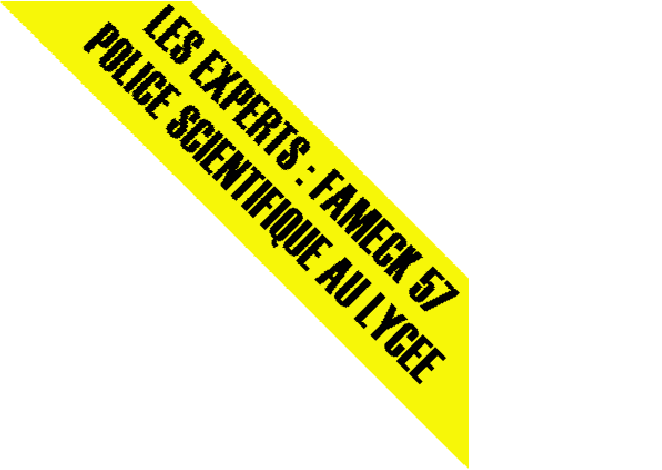 LES EXPERTS : FAMECK 57
POLICE SCIENTIFIQUE AU LYCEE